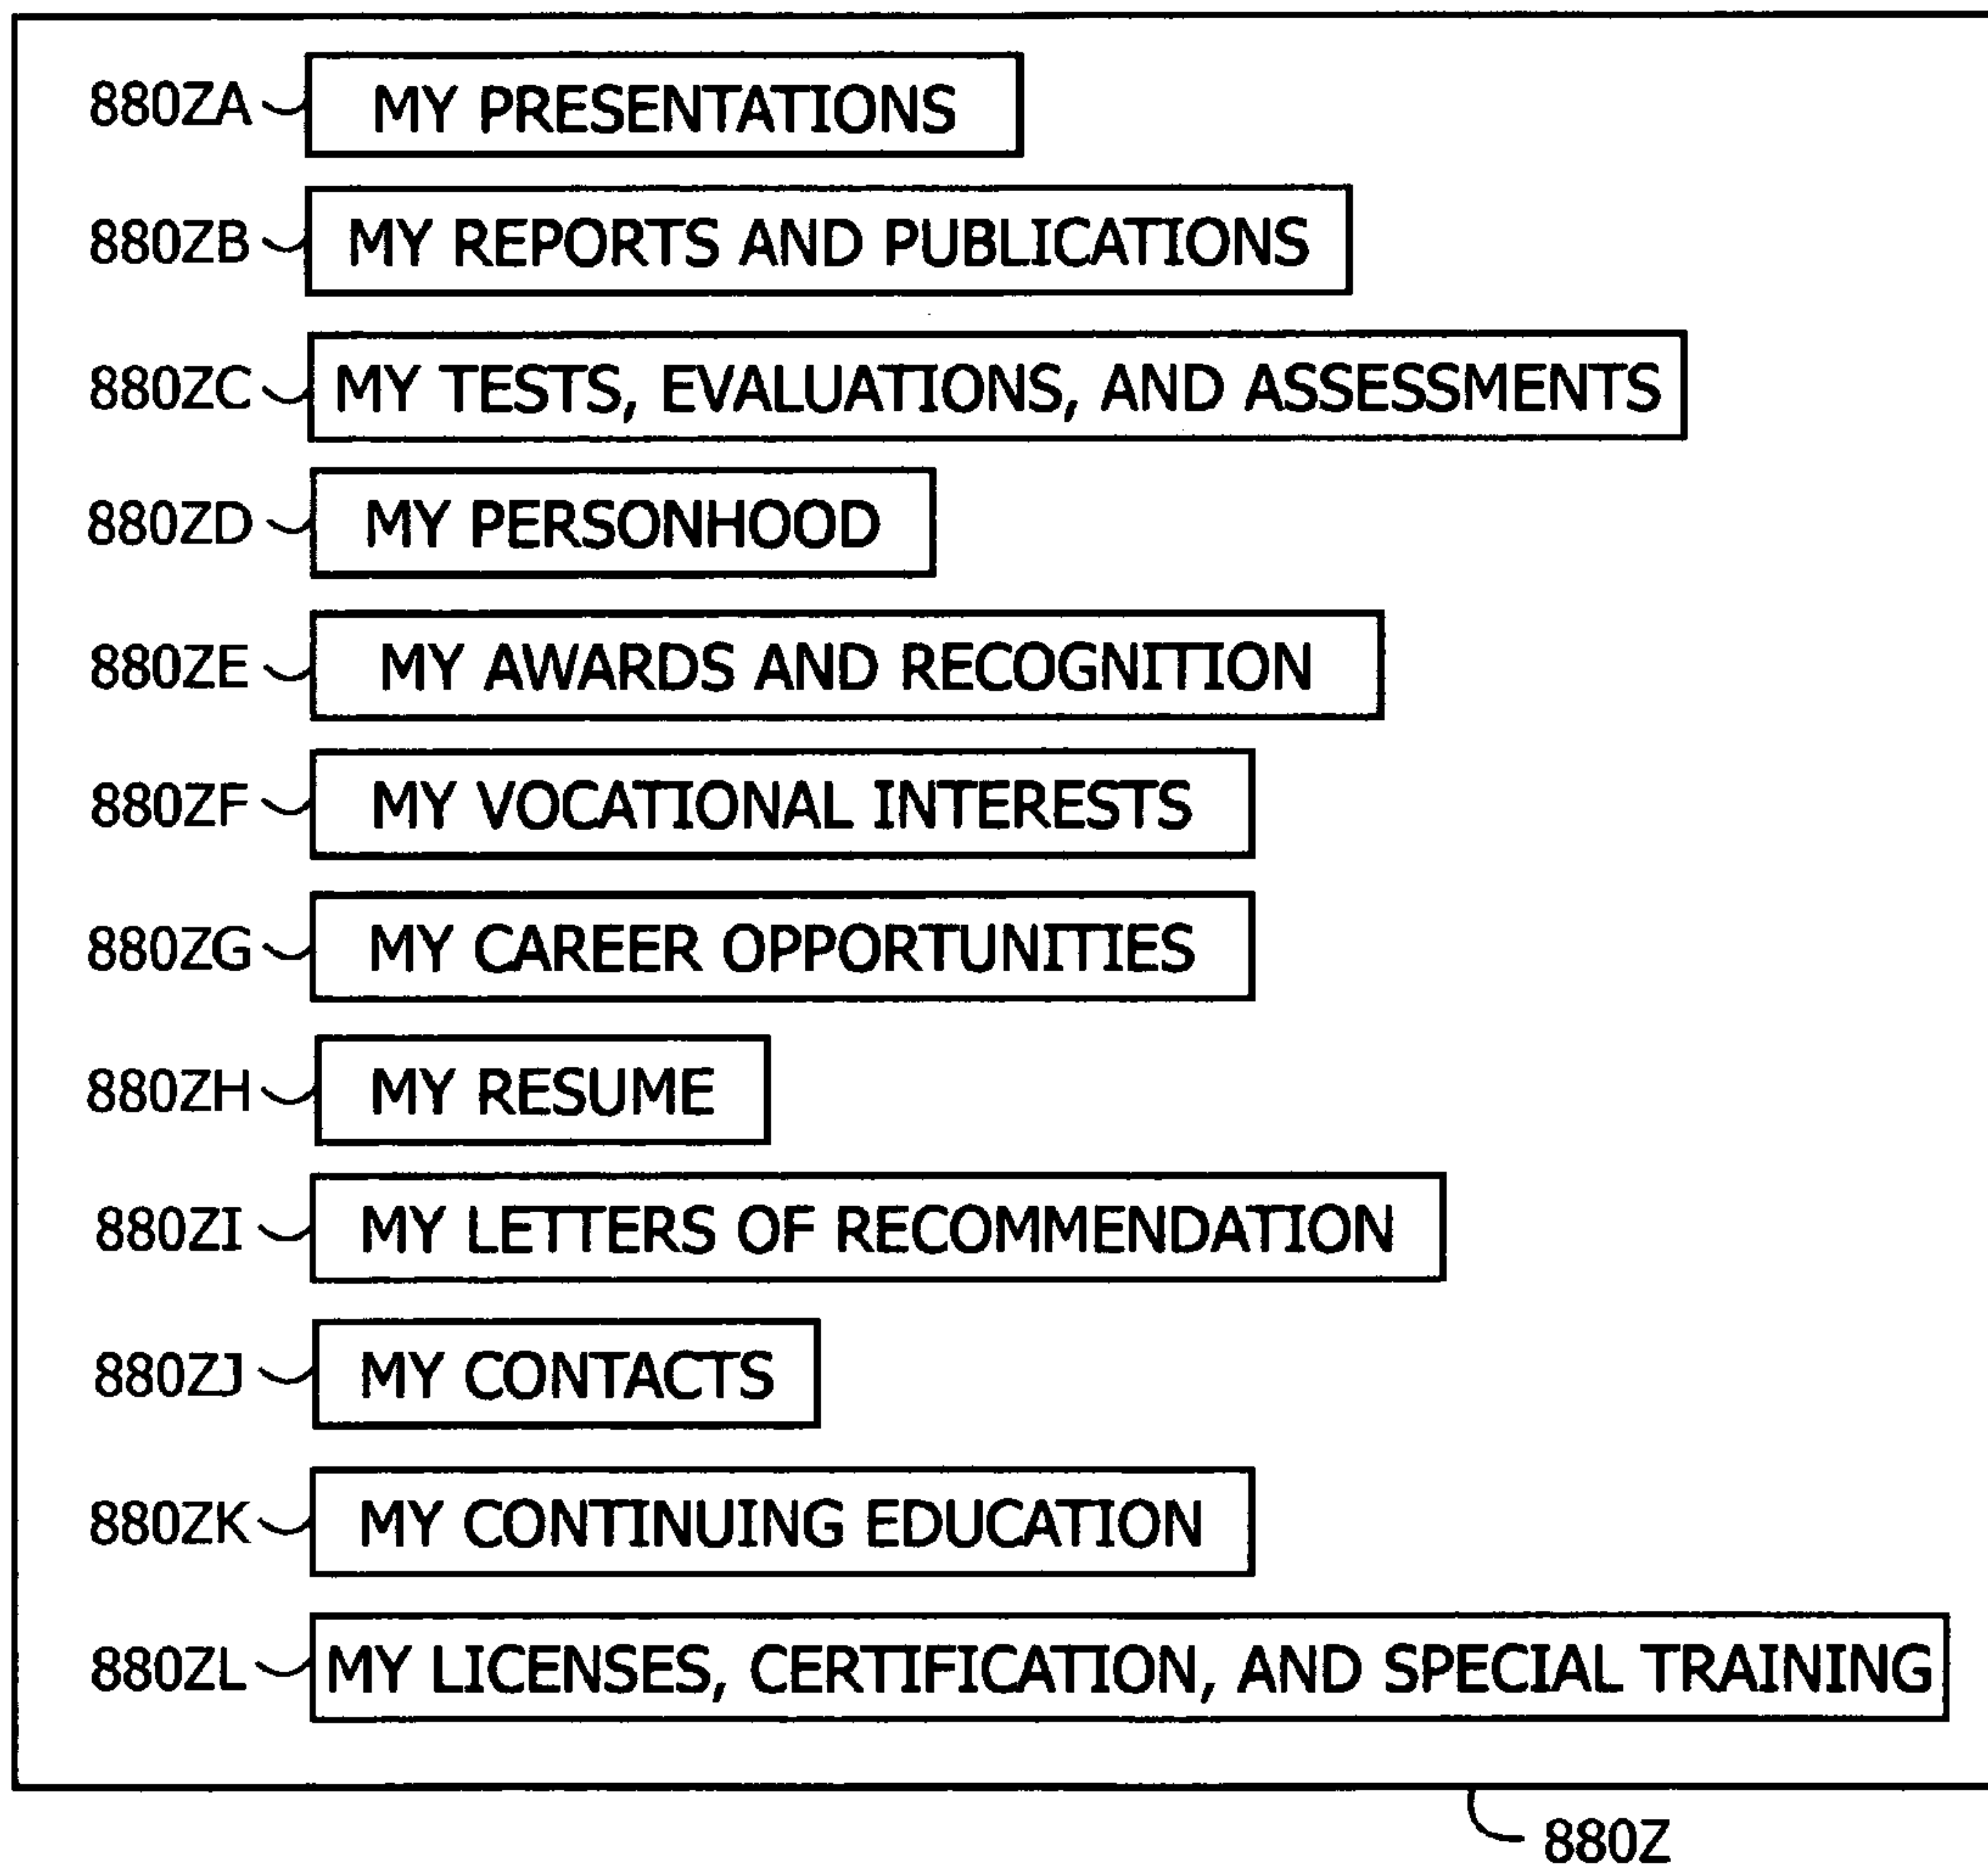 880ZA MY PRESENTATIONS
880ZB MY REPORTS AND PUBLICATIONS
880ZC MY TESTS, EVALUATIONS, AND ASSESSMENTS
880ZD MY PERSONHOOD
880ZE MY AWARDS AND RECOGNITION
880ZF MY VOCATIONAL INTERESTS
880ZG MY CAREER OPPORTUNITIES
880ZH MY RESUME
880ZI MY LETTERS OF RECOMMENDATION
880ZJ MY CONTACTS
880ZK MY CONTINUING EDUCATION
880ZL MY LICENSES, CERTIFICATION, AND SPECIAL TRAINING
880Z